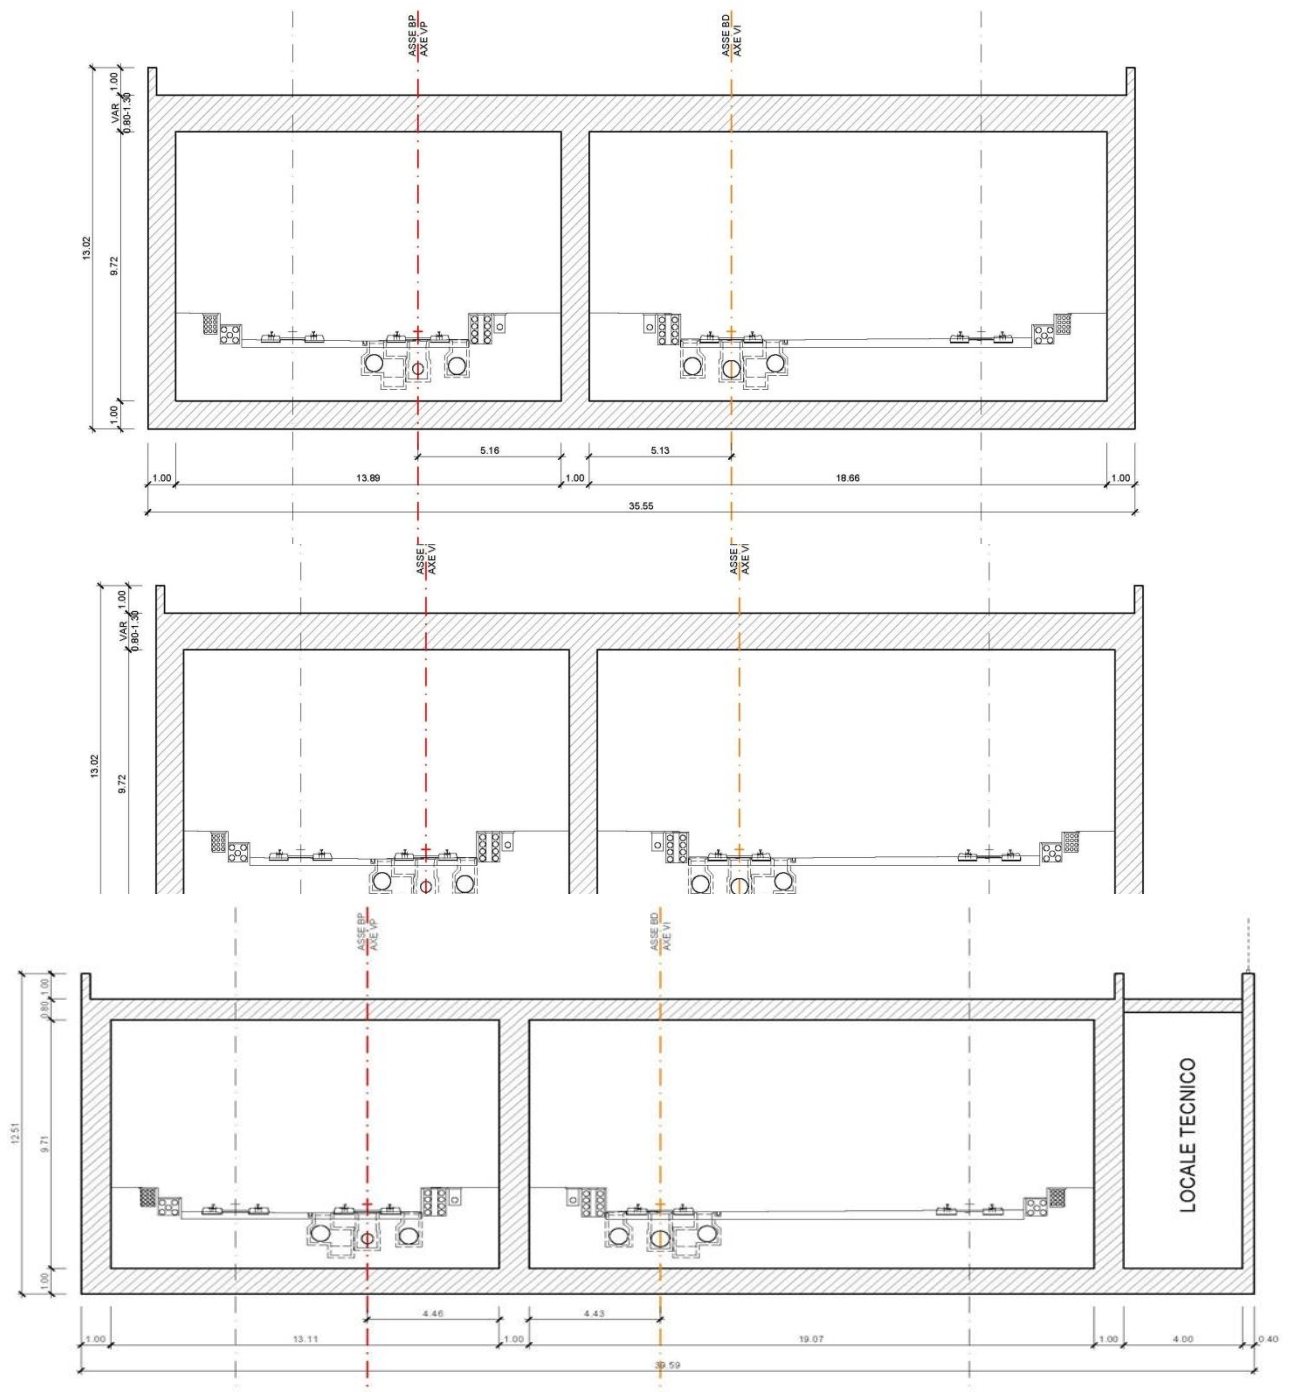 ASSE BP
AXE VP
ASSE BD
AXE VI
1.00
VAR
0.80-1.30
13.02
9.72
1.00
5.16
5.13
1.00
13.89
1.00
18.66
1.00
35.55
ASSE
AXE VI
ASSE
AXE VI
1.00
VAR
0.80-1.30
13.02
9.72
ASSE BP
AXE VP
ASSE BD
AXE VI
1.00
0.80
12.51
9.71
1.00
LOCALE TECNICO
4.46
4.43
1.00
13.11
1.00
19.07
1.00
4.00
0.40
39.59